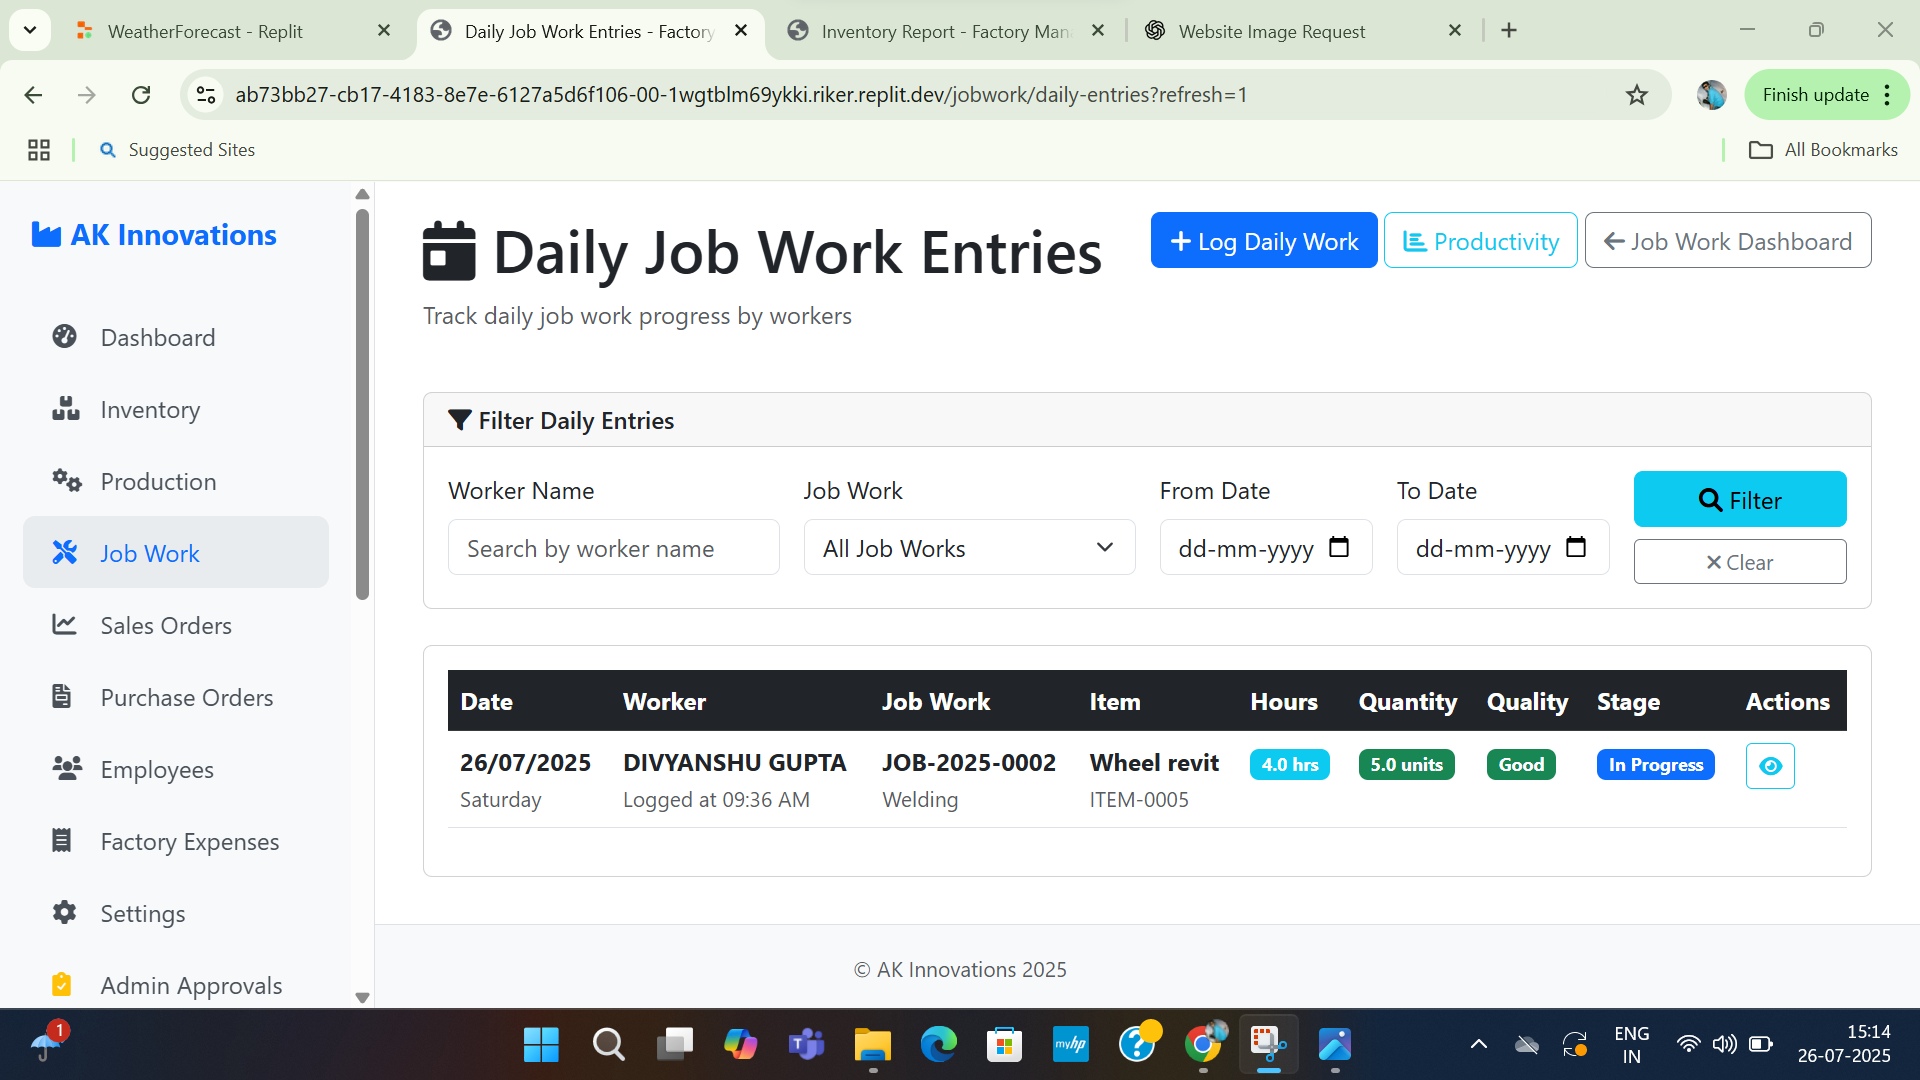 WeatherForecast - Replit
Daily Job Work Entries - Factory
Inventory Report - Factory Man
Website Image Request
ab73bb27-cb17-4183-8e7e-6127a5d6f106-00-1wgtblm69ykki.riker.replit.dev/jobwork/daily-entries?refresh=1
Finish update
Suggested Sites
All Bookmarks
AK Innovations
Dashboard
Inventory
Production
Job Work
Sales Orders
Purchase Orders
Employees
Factory Expenses
Settings
Admin Approvals
Daily Job Work Entries
Log Daily Work
Productivity
Job Work Dashboard
Track daily job work progress by workers
Filter Daily Entries
Worker Name Job Work From Date To Date
Search by worker name All Job Works dd-mm-yyyy dd-mm-yyyy
Filter
Clear
Date Worker Job Work Item Hours Quantity Quality Stage Actions
26/07/2025 DIVYANSHU GUPTA JOB-2025-0002 Wheel revit 4.0 hrs 5.0 units Good In Progress
Saturday Logged at 09:36 AM Welding ITEM-0005
© AK Innovations 2025
1
myhp
ENG
IN
15:14
26-07-2025